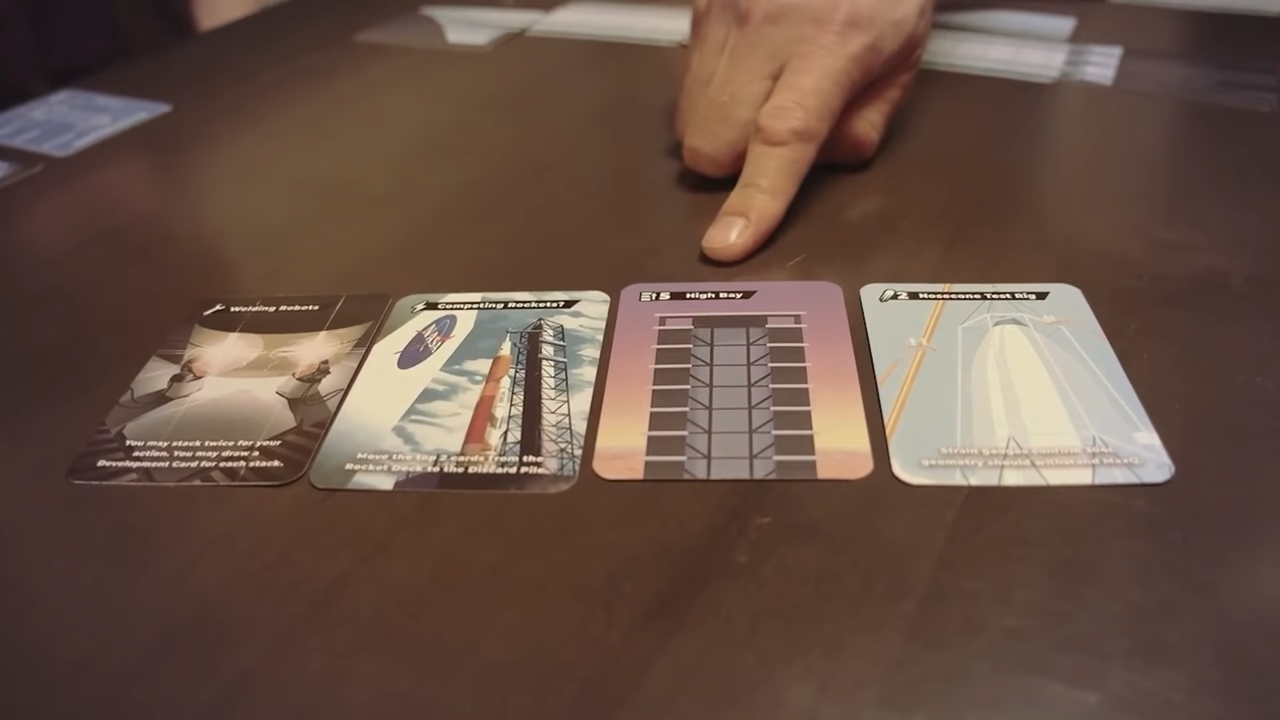 Welding Robots
You may stack twice for your
action. You may draw a
Development Card for each stack.
Competing Rockets?
NASA
Move the top 2 cards from the
Rocket Deck to the Discard Pile.
5 High Bay
2 Nosecone Test Rig
Strain gauges confirm 304L
geometry should withstand MaxQ.